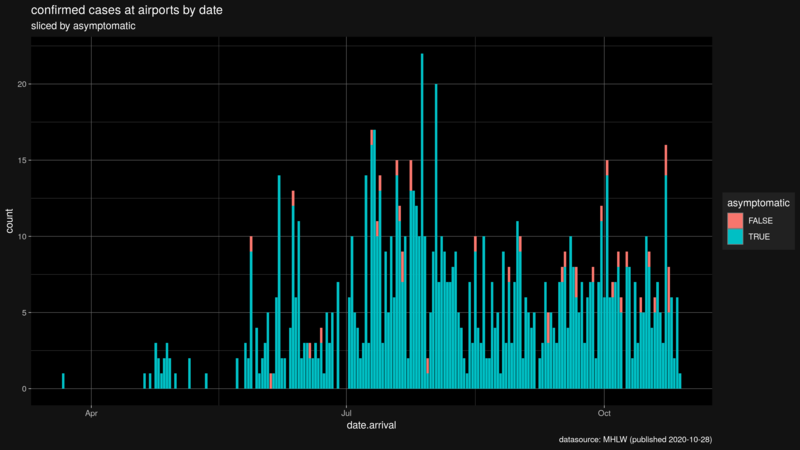 confirmed cases at airports by date
sliced by asymptomatic
20
15
10
5
0
count
Apr
Jul
Oct
date.arrival
asymptomatic
FALSE
TRUE
datasource: MHLW (published 2020-10-28)